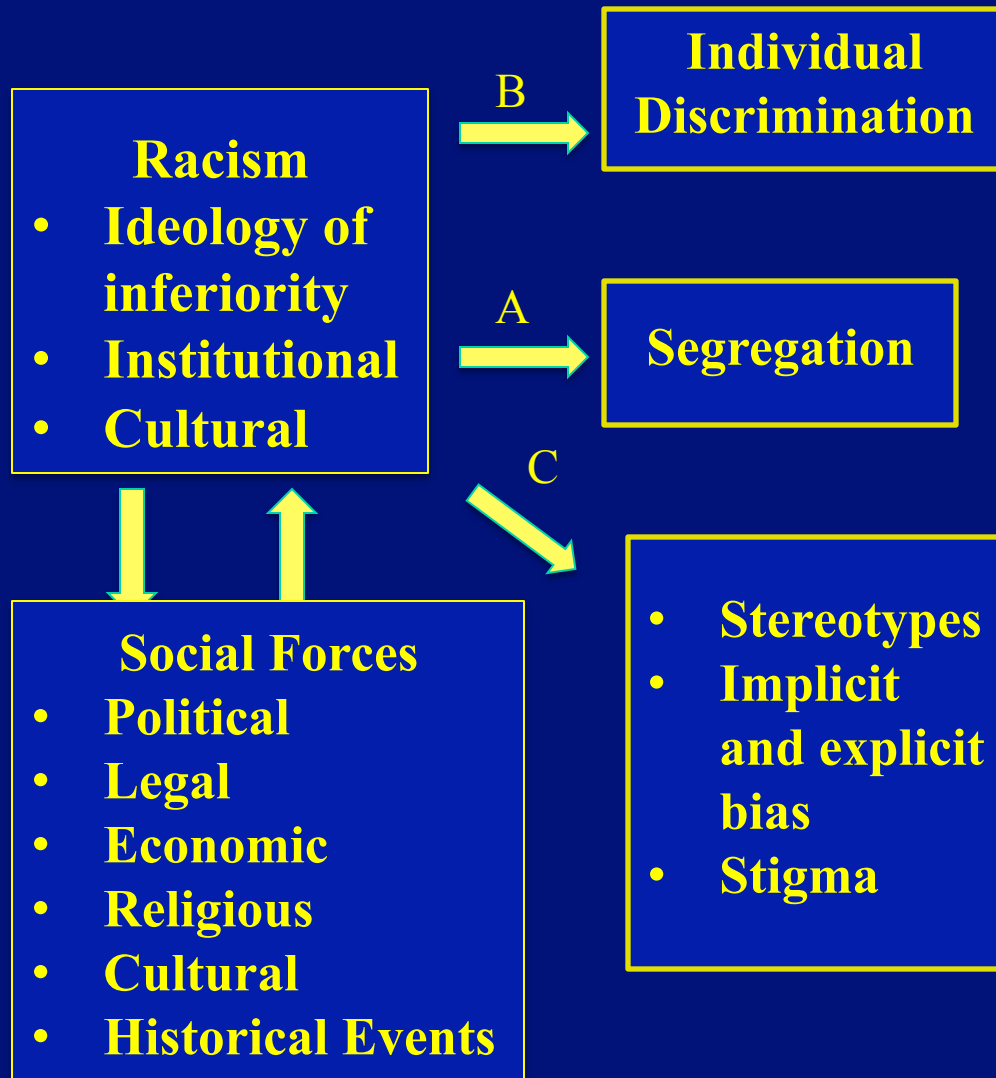 Racism
• Ideology of
inferiority
• Institutional
• Cultural
B
Individual
Discrimination
A
Segregation
C
• Stereotypes
• Implicit
and explicit
bias
• Stigma
Social Forces
• Political
• Legal
• Economic
• Religious
• Cultural
• Historical Events